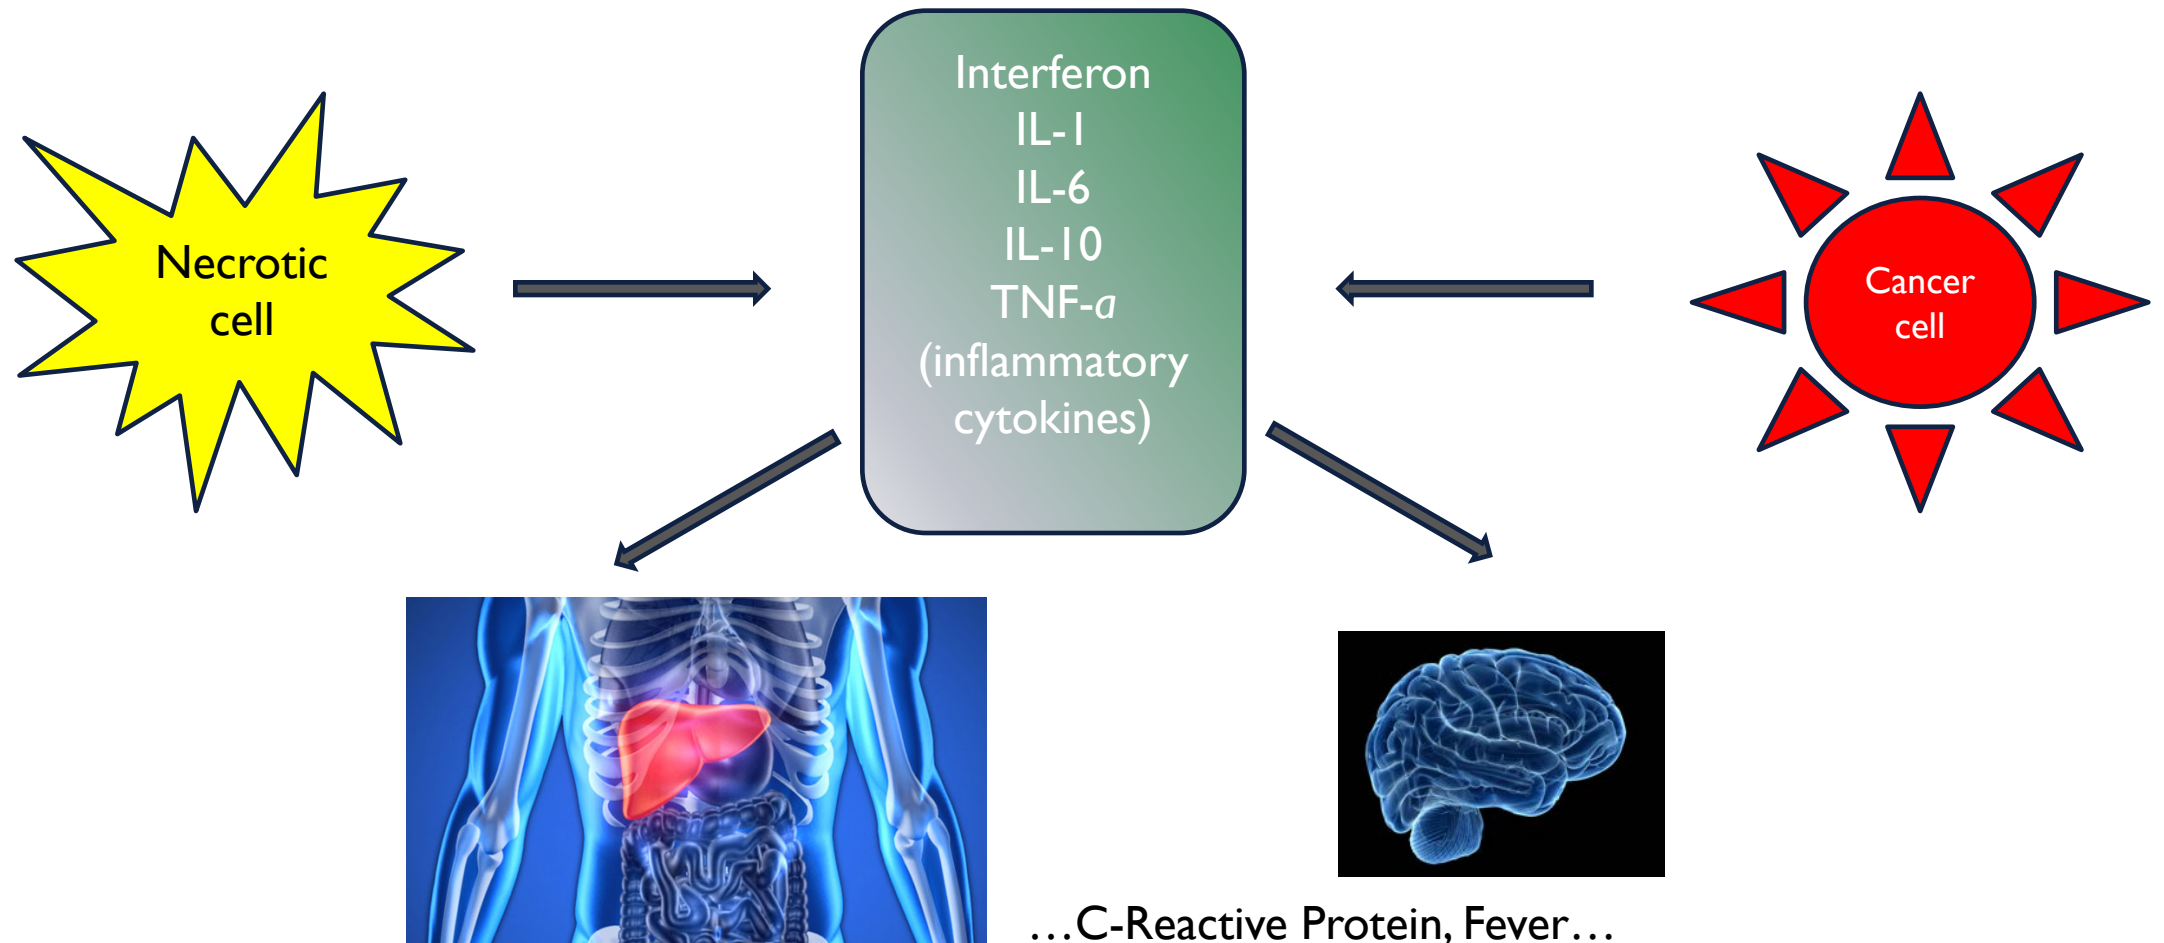 Necrotic
cell
Interferon
IL-1
IL-6
IL-10
TNF-a
(inflammatory
cytokines)
Cancer
cell
…C-Reactive Protein, Fever…